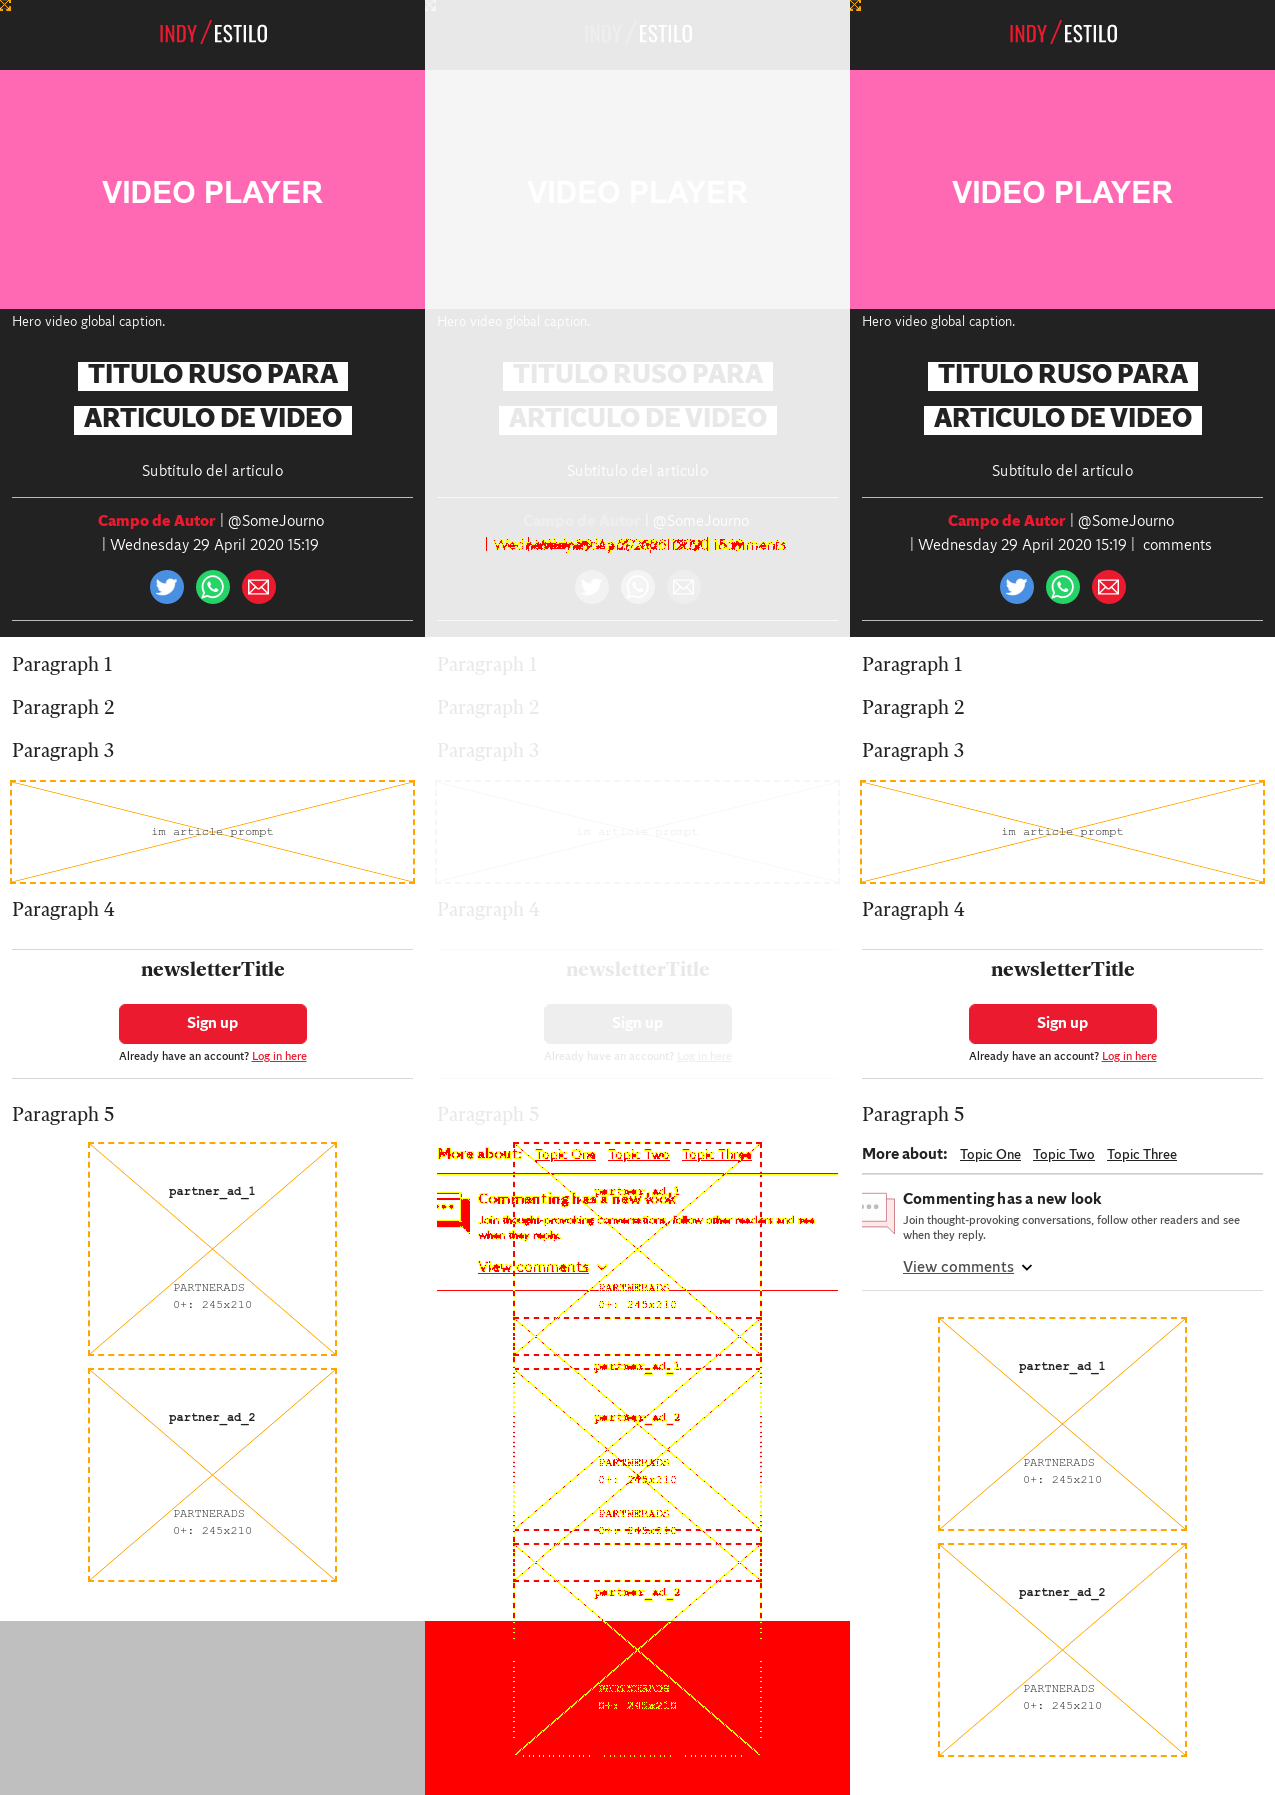 INDY/ESTILO
VIDEO PLAYER
Hero video global caption.
TITULO RUSO PARA
ARTICULO DE VIDEO
Subtítulo del artículo
Campo de Autor | @SomeJourno
| Wednesday 29 April 2020 15:19
Paragraph 1
Paragraph 2
Paragraph 3
im article prompt
Paragraph 4
newsletterTitle
Sign up
Already have an account? Log in here
Paragraph 5
partner_ad_1
PARTNERADS
0+: 245x210
partner_ad_2
PARTNERADS
0+: 245x210
INDY/ESTILO
VIDEO PLAYER
Hero video global caption.
TITULO RUSO PARA
ARTICULO DE VIDEO
Subtítulo del artículo
Campo de Autor | @SomeJourno
Paragraph 1
Paragraph 2
Paragraph 3
im article prompt
Paragraph 4
newsletterTitle
Sign up
Already have an account? Log in here
Paragraph 5
More about: Topic One Topic Two Topic Three
partner_ad_1
Commenting has a new look
Join thought-provoking conversations, follow other readers and see
when they reply.
View comments
PARTNERADS
0+: 245x210
partner_ad_1
partner_ad_2
PARTNERADS
0+: 245x210
PARTNERADS
0+: 245x210
partner_ad_2
PARTNERADS
0+: 245x210
INDY/ESTILO
VIDEO PLAYER
Hero video global caption.
TITULO RUSO PARA
ARTICULO DE VIDEO
Subtítulo del artículo
Campo de Autor | @SomeJourno
| Wednesday 29 April 2020 15:19 | comments
Paragraph 1
Paragraph 2
Paragraph 3
im article prompt
Paragraph 4
newsletterTitle
Sign up
Already have an account? Log in here
Paragraph 5
More about: Topic One Topic Two Topic Three
Commenting has a new look
Join thought-provoking conversations, follow other readers and see
when they reply.
View comments
partner_ad_1
PARTNERADS
0+: 245x210
partner_ad_2
PARTNERADS
0+: 245x210